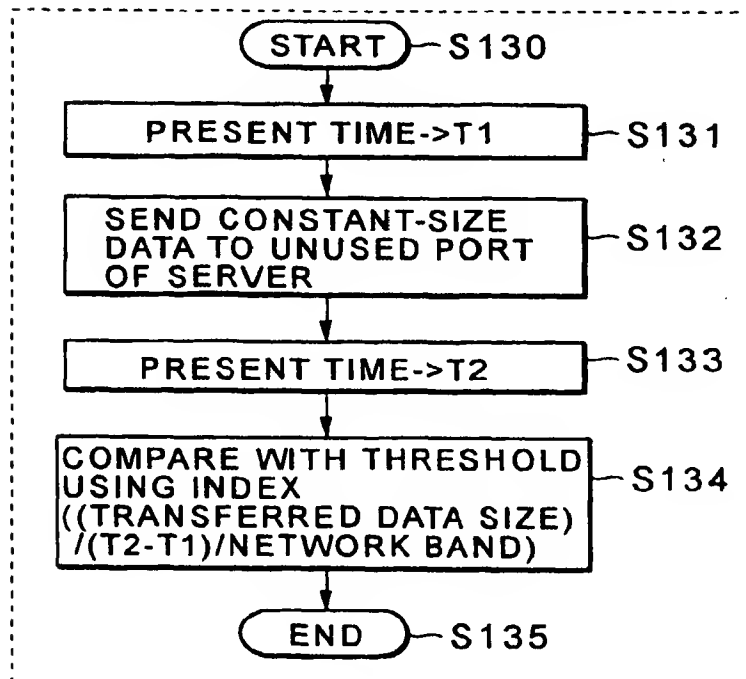 START S130
PRESENT TIME->T1 S131
SEND CONSTANT-SIZE
DATA TO UNUSED PORT S132
OF SERVER
PRESENT TIME->T2 S133
COMPARE WITH THRESHOLD
USING INDEX S134
((TRANSFERRED DATA SIZE)
/(T2-T1)/NETWORK BAND)
END S135